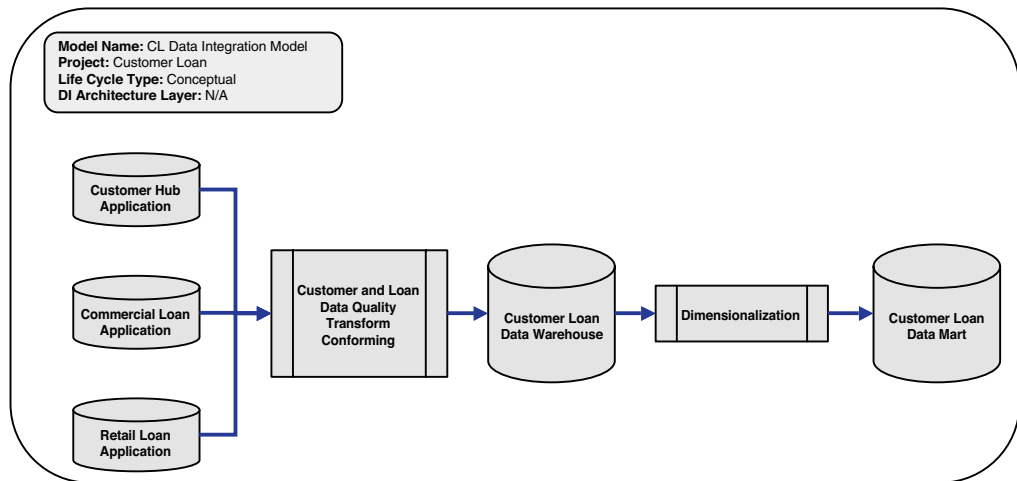 Model Name: CL Data Integration Model
Project: Customer Loan
Life Cycle Type: Conceptual
DI Architecture Layer: N/A
Customer Hub
Application
Commercial Loan
Application
Retail Loan
Application
Customer and Loan
Data Quality
Transform
Conforming
Customer Loan
Data Warehouse
Dimensionalization
Customer Loan
Data Mart